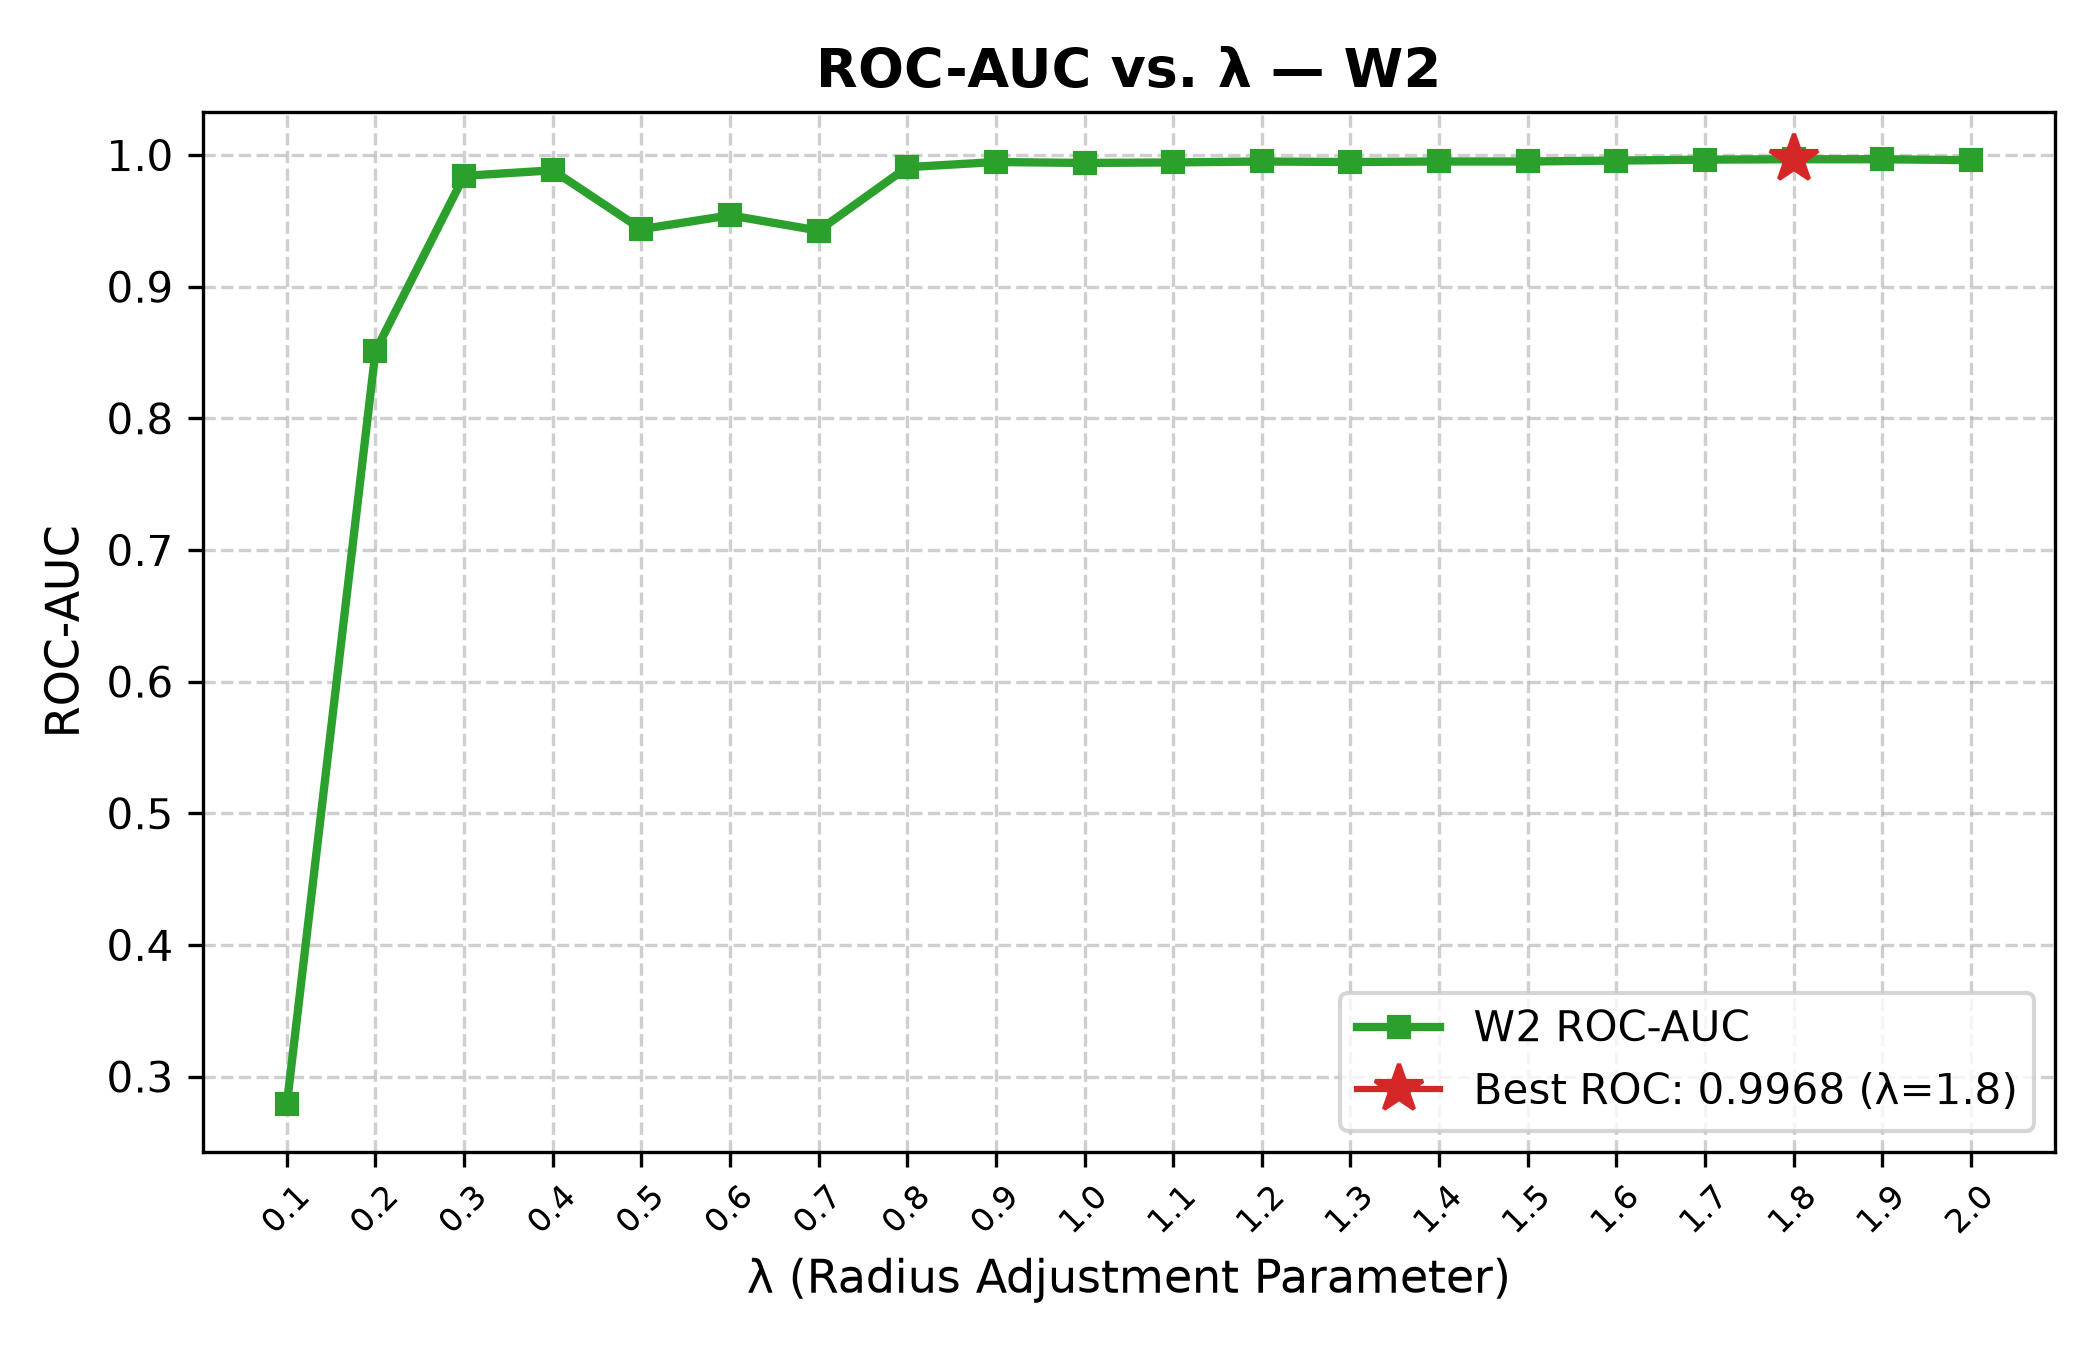 ROC-AUC vs. λ — W2
1.0
0.9
0.8
0.7
0.6
0.5
0.4
0.3
ROC-AUC
0.1 0.2 0.3 0.4 0.5 0.6 0.7 0.8 0.9 1.0 1.1 1.2 1.3 1.4 1.5 1.6 1.7 1.8 1.9 2.0
λ (Radius Adjustment Parameter)
W2 ROC-AUC
Best ROC: 0.9968 (λ=1.8)